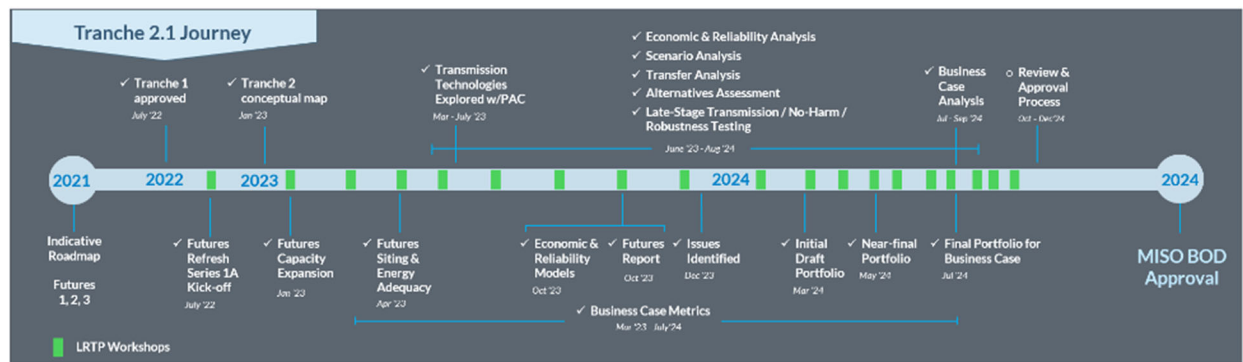 Tranche 2.1 Journey
✓ Tranche 1
approved
July '22
✓ Tranche 2
conceptual map
Jan '23
✓ Transmission
Technologies
Explored w/PAC
Mar - July '23
✓ Economic & Reliability Analysis
✓ Scenario Analysis
✓ Transfer Analysis
✓ Alternatives Assessment
✓ Late-Stage Transmission / No-Harm /
Robustness Testing
June '23 - Aug '24
✓ Business
Case
Analysis
Jul - Sep '24
○ Review &
Approval
Process
Oct - Dec'24
2021
2022
2023
2024
2024
Indicative
Roadmap
Futures
1, 2, 3
✓ Futures
Refresh
Series 1A
Kick-off
July '22
✓ Futures
Capacity
Expansion
Jan '23
✓ Futures
Siting &
Energy
Adequacy
Apr '23
✓ Economic &
Reliability
Models
Oct '23
✓ Futures
Report
Oct '23
✓ Issues
Identified
Dec '23
✓ Initial
Draft
Portfolio
Mar '24
✓ Near-final
Portfolio
May '24
✓ Final Portfolio for
Business Case
Jul '24
MISO BOD
Approval
✓ Business Case Metrics
Mar '23 - July'24
LRTP Workshops